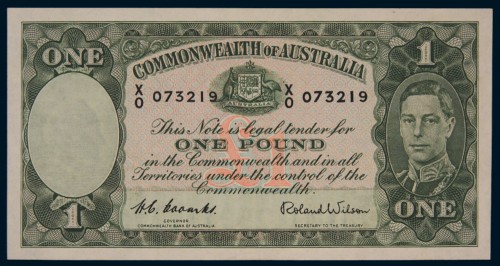 ONE
COMMONWEALTH OF AUSTRALIA
1
X/0 073219
X/0 073219
AUSTRALIA
£1
This Note is legal tender for
ONE POUND
in the Commonwealth and in all
Territories under the control of the
Commonwealth.
H.C. Coombs.
GOVERNOR
COMMONWEALTH BANK OF AUSTRALIA
Roland Wilson
SECRETARY TO THE TREASURY
1
ONE